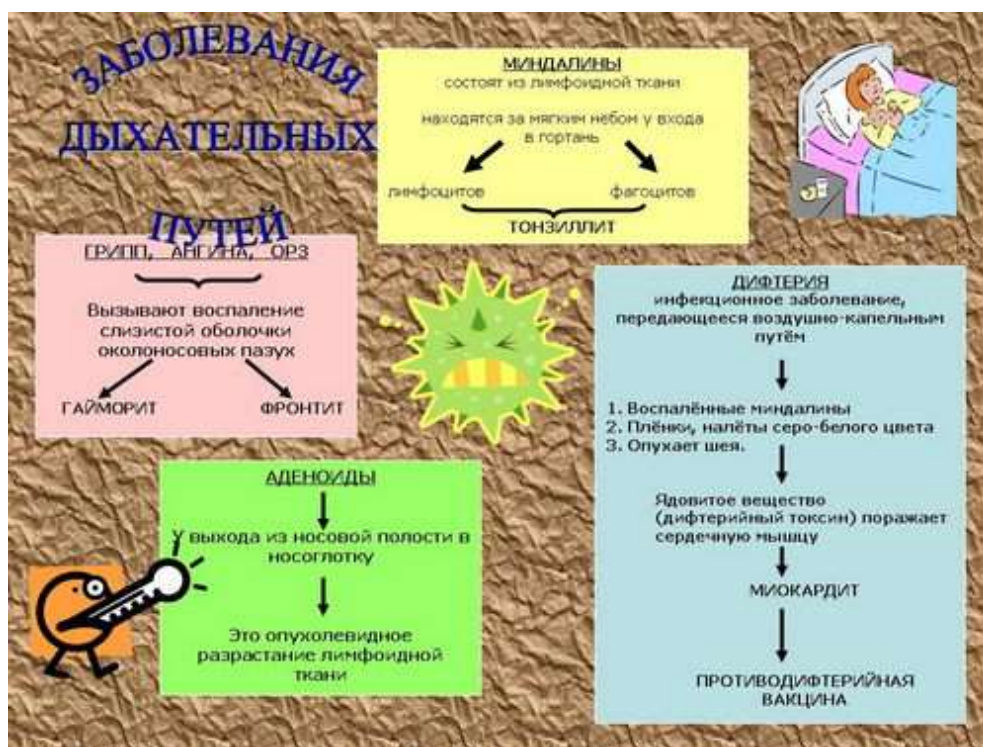 ЗАБОЛЕВАНИЯ
ДЫХАТЕЛЬНЫХ
ПУТЕЙ
МИНДАЛИНЫ
состоят из лимфоидной ткани
находятся за мягким небом у входа
в гортань
лимфоцитов фагоцитов
ТОНЗИЛЛИТ
ГРИПП, АНГИНА, ОРЗ
Вызывают воспаление
слизистой оболочки
околоносовых пазух
ГАЙМОРИТ ФРОНТИТ
АДЕНОИДЫ
У выхода из носовой полости в
носоглотку
Это опухолевидное
разрастание лимфоидной
ткани
ДИФТЕРИЯ
инфекционное заболевание,
передающееся воздушно-капельным
путём
1. Воспалённые миндалины
2. Плёнки, налёты серо-белого цвета
3. Опухает шея.
Ядовитое вещество
(дифтерийный токсин) поражает
сердечную мышцу
МИОКАРДИТ
ПРОТИВОДИФТЕРИЙНАЯ
ВАКЦИНА